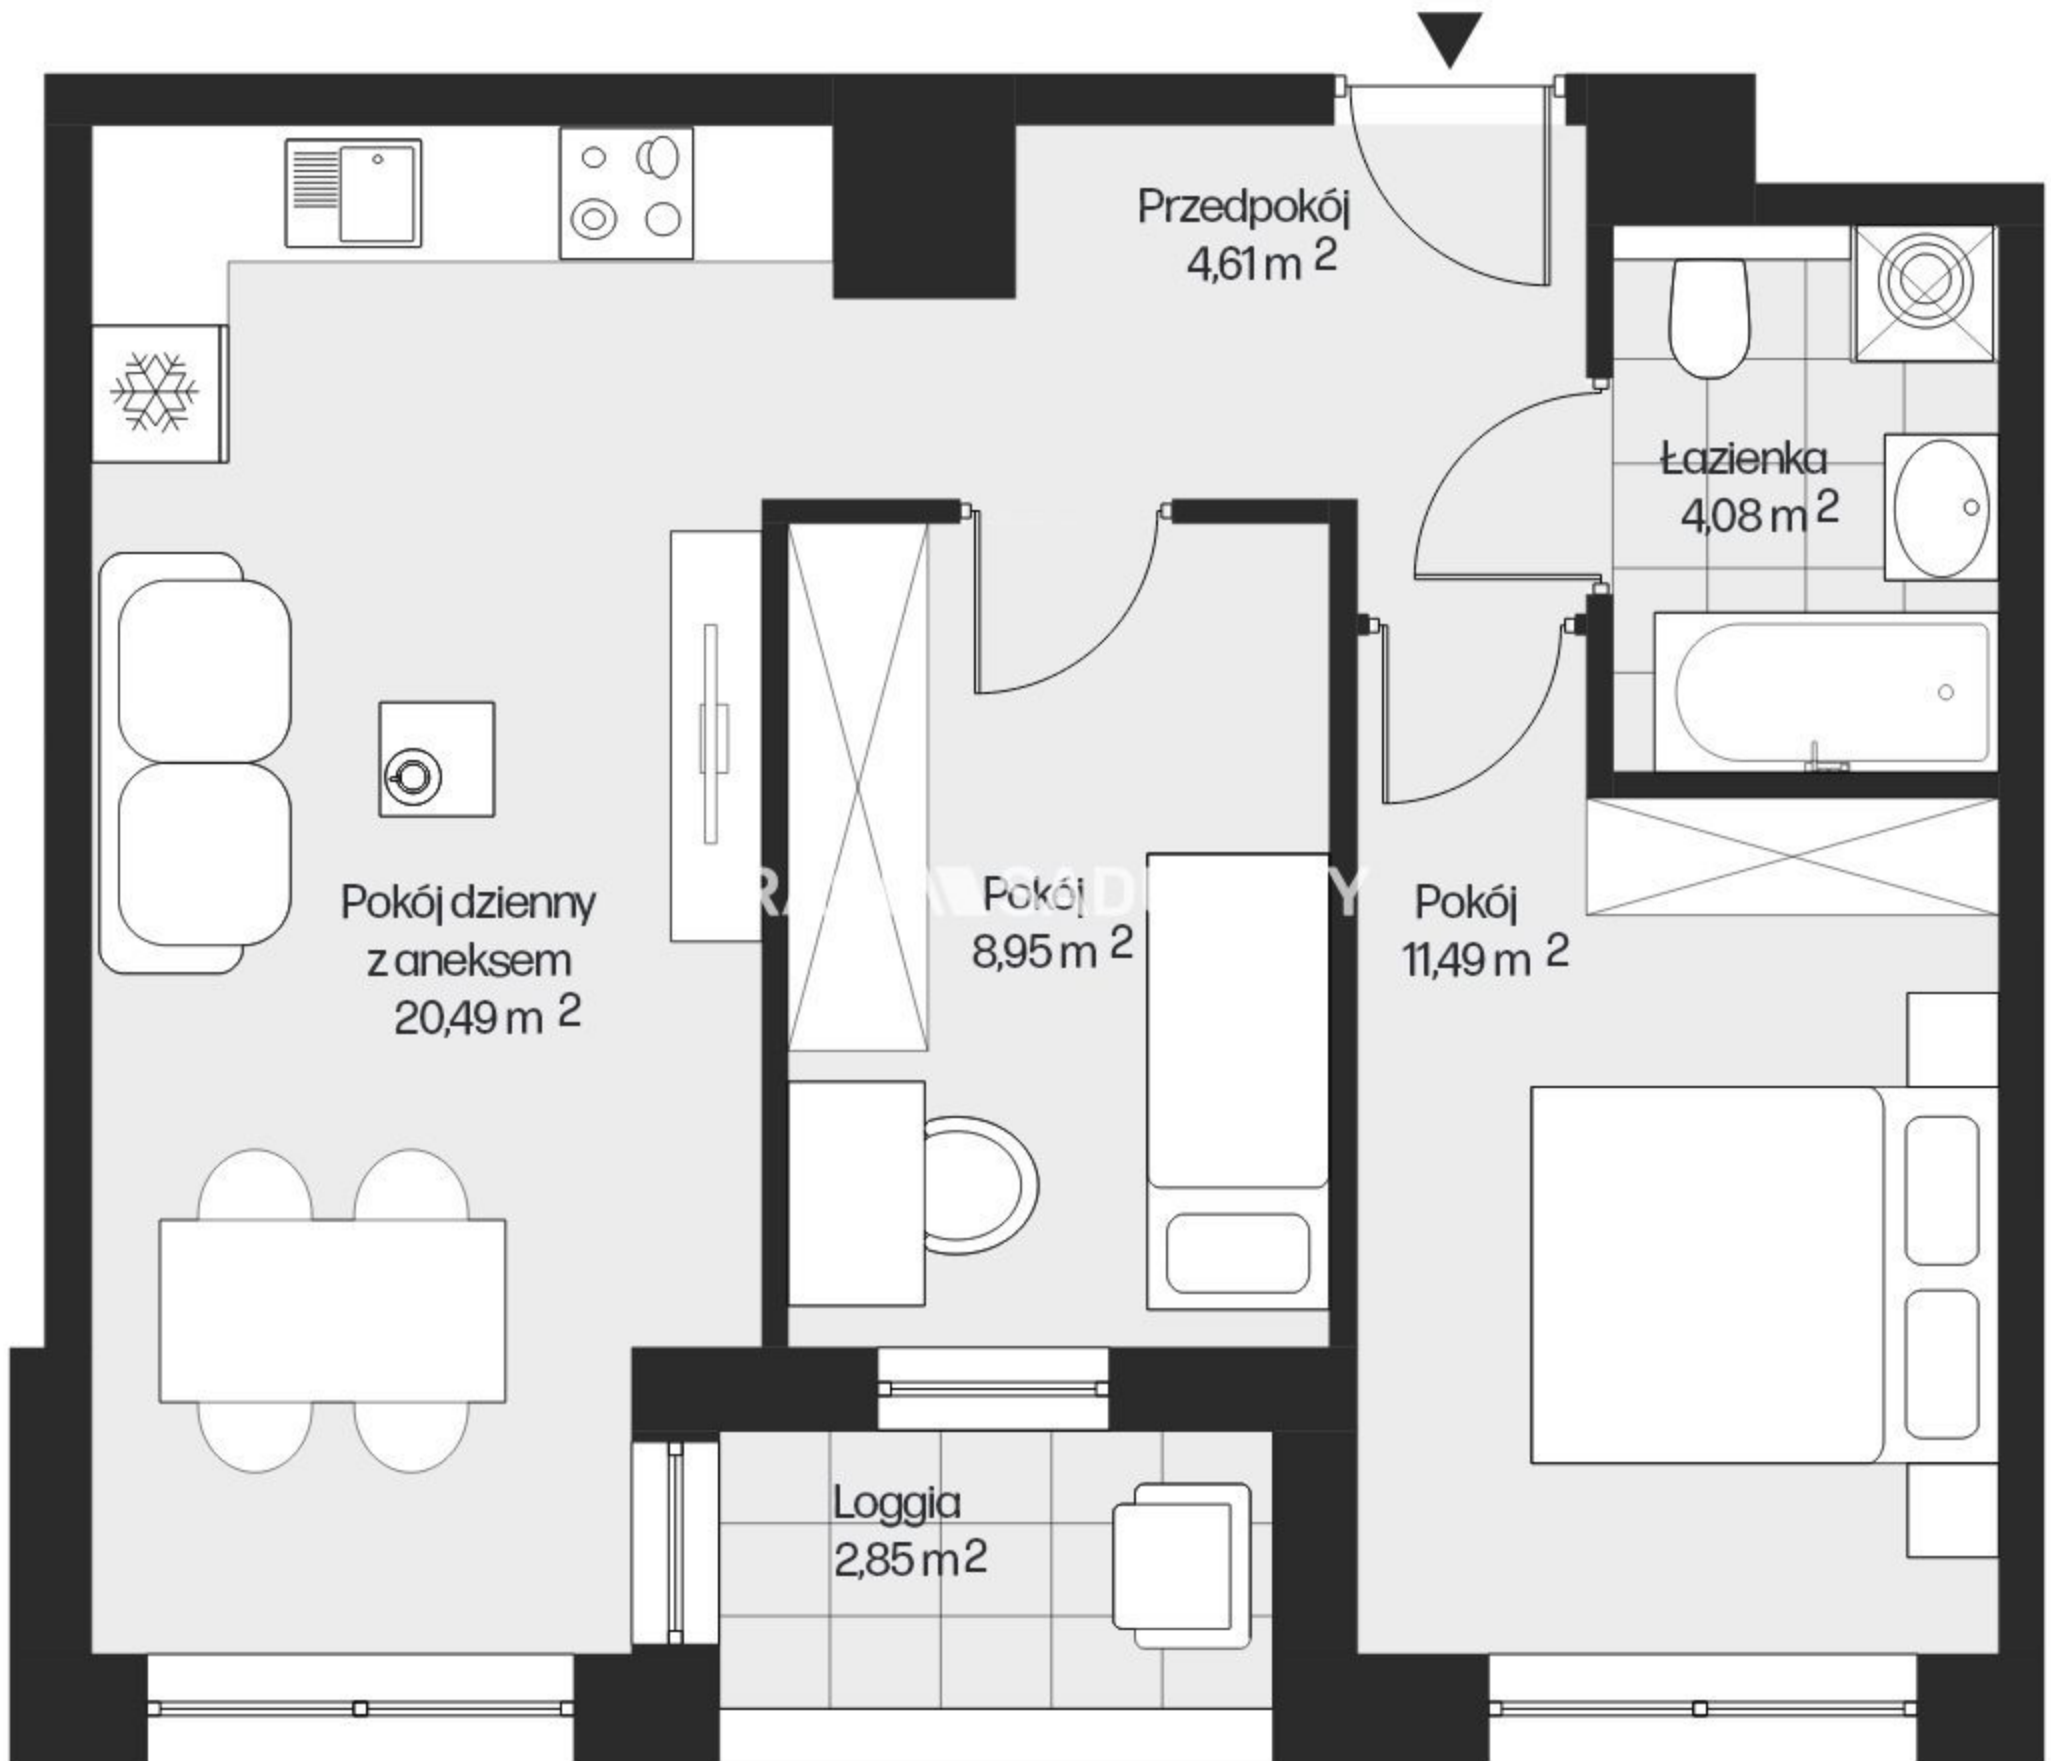 Przedpokój
4,61 m 2
Łazienka
4,08 m 2
Pokój dzienny
z aneksem
20,49 m 2
Pokój
8,95 m 2
Pokój
11,49 m 2
Loggia
2,85 m 2